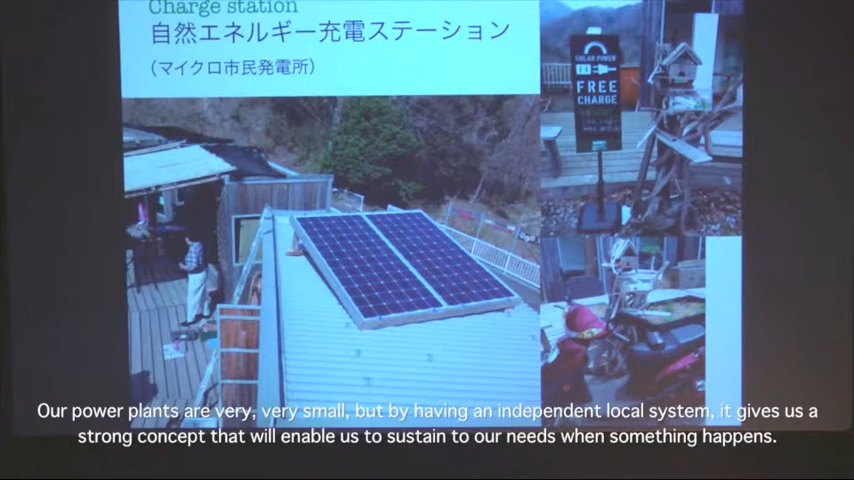 Charge station
自然エネルギー充電ステーション
（マイクロ市民発電所）
SOLAR POWER
FREE
CHARGE
Our power plants are very, very small, but by having an independent local system, it gives us a
strong concept that will enable us to sustain to our needs when something happens.